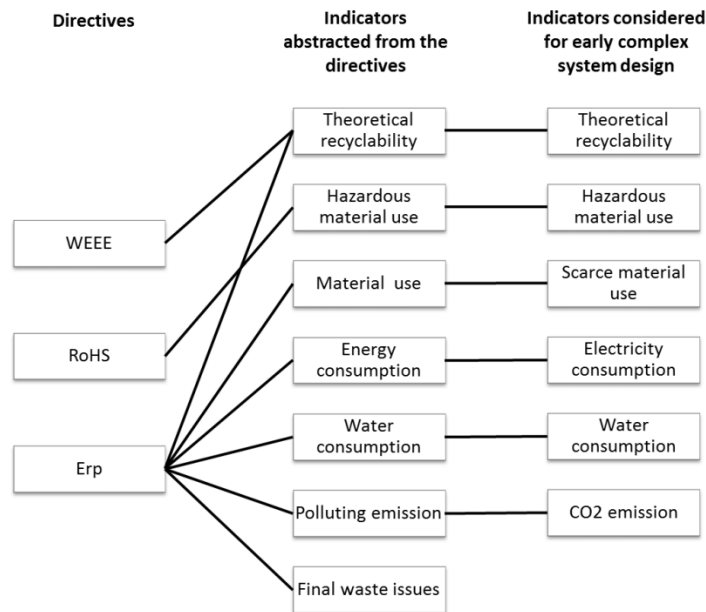 Directives
Indicators
abstracted from the
directives
Indicators considered
for early complex
system design
WEEE
RoHS
Erp
Theoretical
recyclability
Hazardous
material use
Material use
Energy
consumption
Water
consumption
Polluting emission
Final waste issues
Theoretical
recyclability
Hazardous
material use
Scarce material
use
Electricity
consumption
Water
consumption
CO2 emission